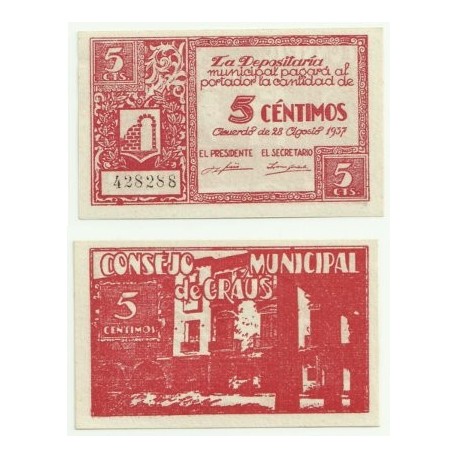 5
CTS.
La Depositaría
municipal pagará al
portador la cantidad de
5 CÉNTIMOS
Acuerdo de 28 Agosto 1937
EL PRESIDENTE EL SECRETARIO
428288
5
CTS.
CONSEJO MUNICIPAL
de GRAUS
5
CENTIMOS